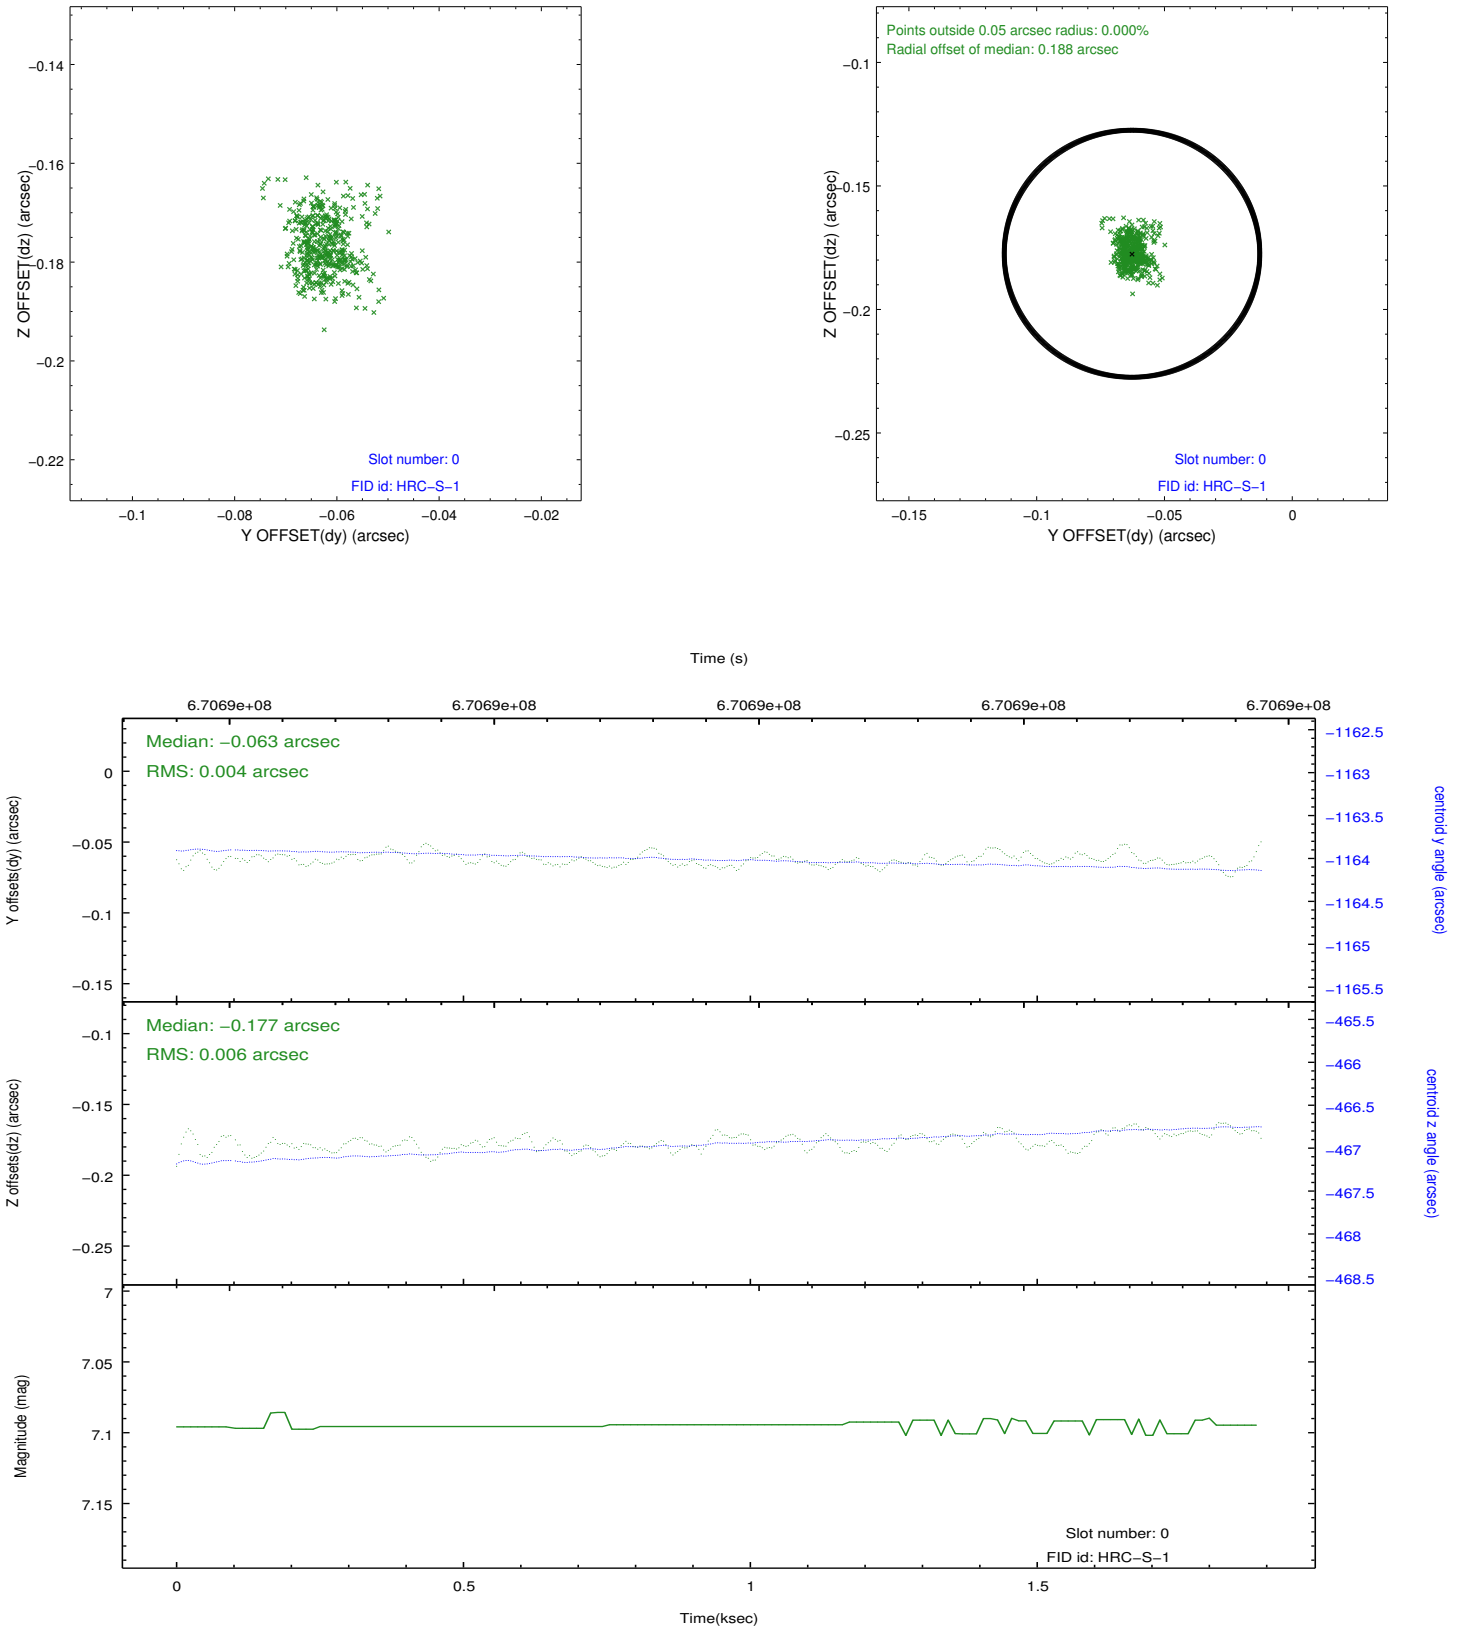 −0.14
−0.16
−0.18
−0.2
−0.22
Z OFFSET(dz) (arcsec)
Slot number: 0
FID id: HRC−S−1
−0.1
−0.08
−0.06
−0.04
−0.02
Y OFFSET(dy) (arcsec)
Points outside 0.05 arcsec radius: 0.000%
Radial offset of median: 0.188 arcsec
−0.1
−0.15
−0.2
−0.25
Z OFFSET(dz) (arcsec)
Slot number: 0
FID id: HRC−S−1
−0.15
−0.1
−0.05
0
Y OFFSET(dy) (arcsec)
Time (s)
6.7069e+08
6.7069e+08
6.7069e+08
6.7069e+08
6.7069e+08
Median: −0.063 arcsec
RMS: 0.004 arcsec
0
−0.05
−0.1
−0.15
Y offsets(dy) (arcsec)
−1162.5
−1163
−1163.5
−1164
−1164.5
−1165
−1165.5
centroid y angle (arcsec)
Median: −0.177 arcsec
RMS: 0.006 arcsec
−0.1
−0.15
−0.2
−0.25
Z offsets(dz) (arcsec)
−465.5
−466
−466.5
−467
−467.5
−468
−468.5
centroid z angle (arcsec)
7
7.05
7.1
7.15
Magnitude (mag)
Slot number: 0
FID id: HRC−S−1
0
0.5
1
1.5
Time(ksec)